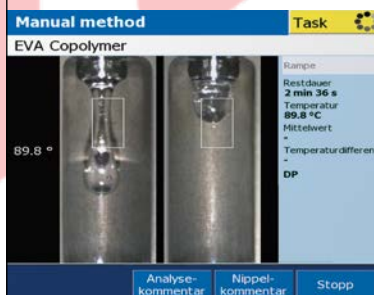 Manual method
Task
EVA Copolymer
Rampe
Restdauer
2 min 36 s
Temperatur
89.8 °C
Mittelwert
-
Temperaturdifferen
-
DP
89.8 °
Analyse-
kommentar
Nippel-
kommentar
Stopp